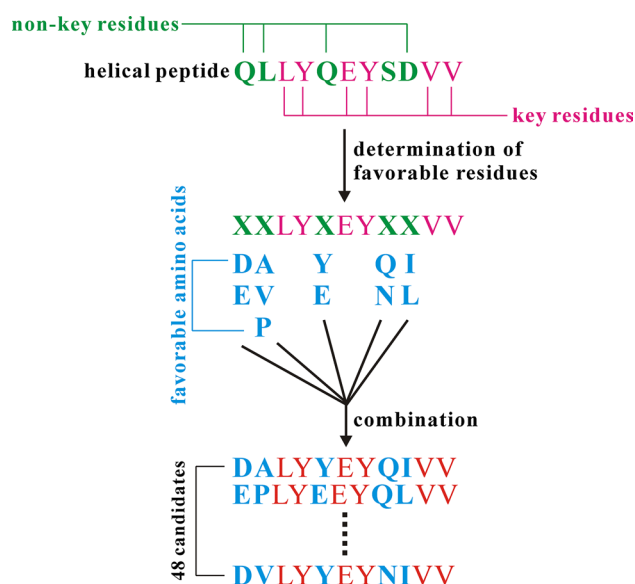 non-key residues
helical peptide QLLYQEYSDVV
key residues
determination of
favorable residues
XXLYXEYXXVV
favorable amino acids
DA Y QI
EV E NL
P
combination
48 candidates
DALYYEYQIVV
EPLYEEYQLVV
DVLYYEYNIVV